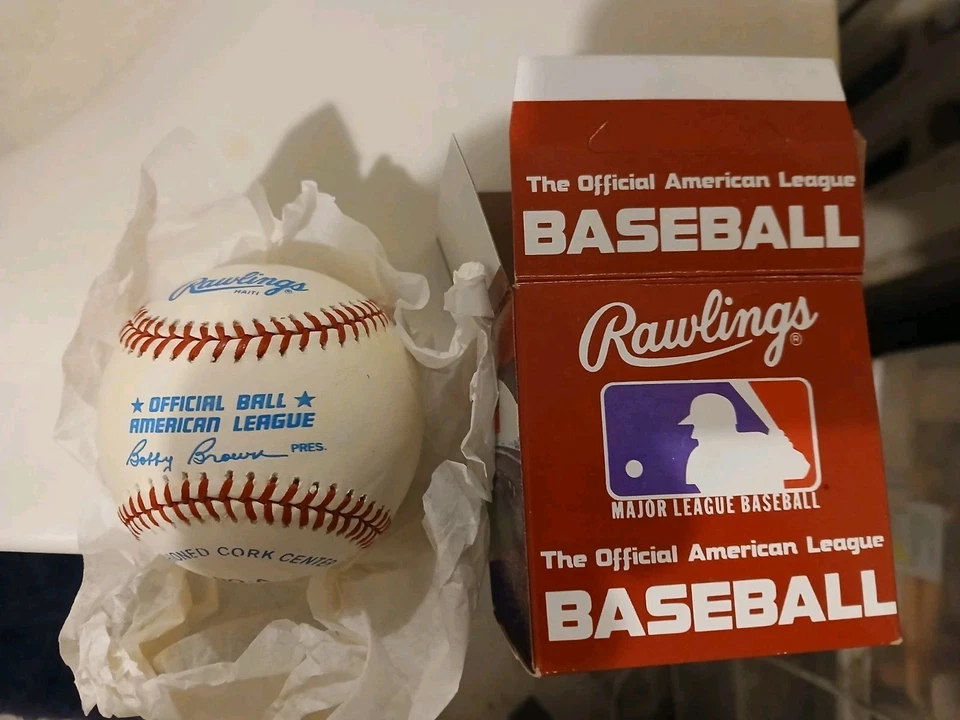 Rawlings®
HAITI
★ OFFICIAL BALL ★
AMERICAN LEAGUE
Bobby Brown PRES.
CORK CENTER
The Official American League
BASEBALL
Rawlings®
MAJOR LEAGUE BASEBALL
The Official American League
BASEBALL